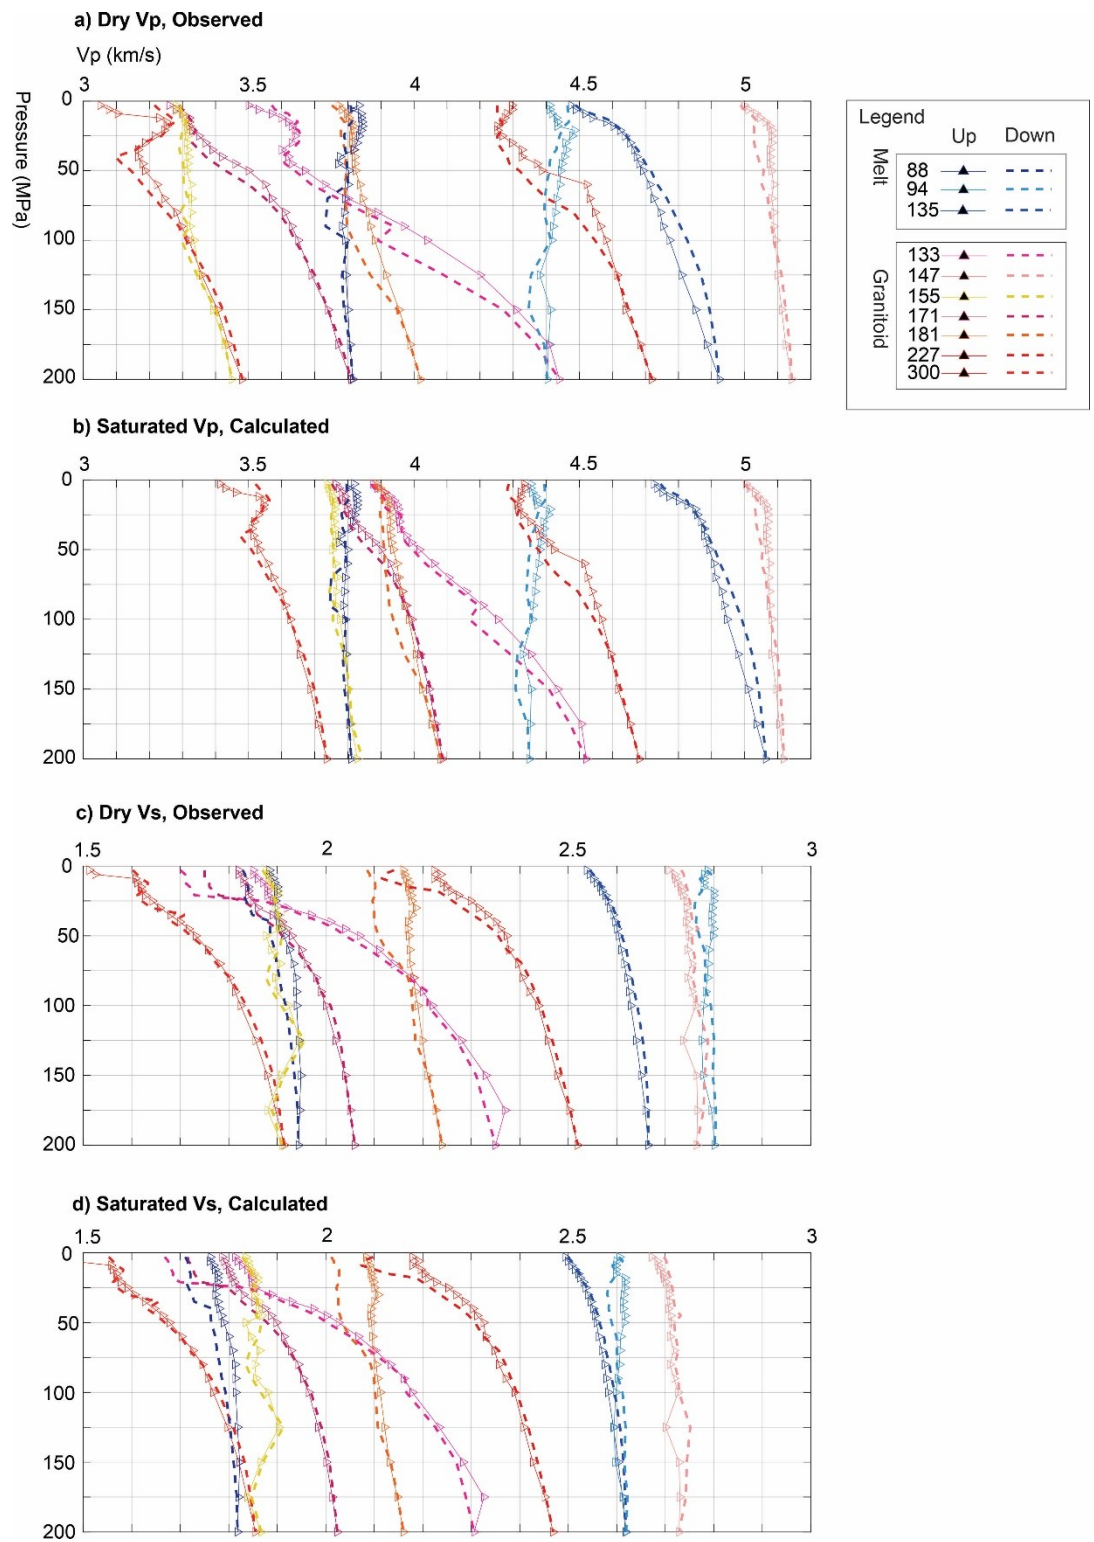 a) Dry Vp, Observed
Vp (km/s)
3 3.5 4 4.5 5
Pressure (MPa)
0
50
100
150
200
Legend
Up Down
Melt
88
94
135
Granitoid
133
147
155
171
181
227
300
b) Saturated Vp, Calculated
3 3.5 4 4.5 5
0
50
100
150
200
c) Dry Vs, Observed
1.5 2 2.5 3
0
50
100
150
200
d) Saturated Vs, Calculated
1.5 2 2.5 3
0
50
100
150
200